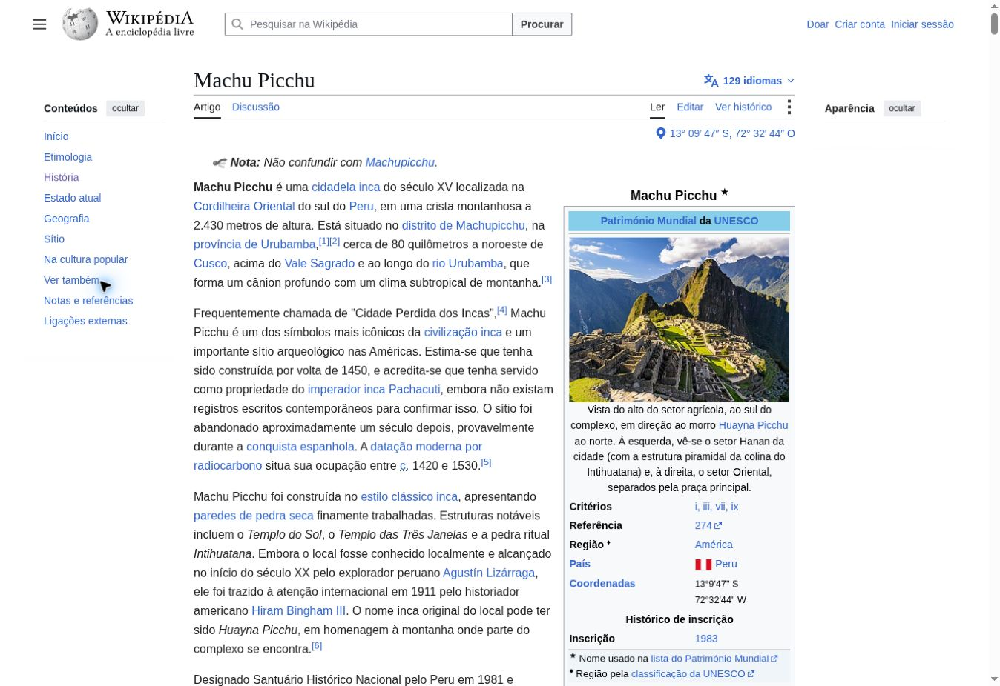 WIKIPÉDIA
A enciclopédia livre
Pesquisar na Wikipédia
Procurar
Doar Criar conta Iniciar sessão
Conteúdos ocultar
Início
Etimologia
História
Estado atual
Geografia
Sítio
Na cultura popular
Ver também
Notas e referências
Ligações externas
Machu Picchu
129 idiomas
Artigo Discussão
Ler Editar Ver histórico
13° 09′ 47″ S, 72° 32′ 44″ O
Nota: Não confundir com Machupicchu.
Machu Picchu é uma cidadela inca do século XV localizada na
Cordilheira Oriental do sul do Peru, em uma crista montanhosa a
2.430 metros de altura. Está situado no distrito de Machupicchu, na
província de Urubamba,[1][2] cerca de 80 quilômetros a noroeste de
Cusco, acima do Vale Sagrado e ao longo do rio Urubamba, que
forma um cânion profundo com um clima subtropical de montanha.[3]
Frequentemente chamada de "Cidade Perdida dos Incas",[4] Machu
Picchu é um dos símbolos mais icônicos da civilização inca e um
importante sítio arqueológico nas Américas. Estima-se que tenha
sido construída por volta de 1450, e acredita-se que tenha servido
como propriedade do imperador inca Pachacuti, embora não existam
registros escritos contemporâneos para confirmar isso. O sítio foi
abandonado aproximadamente um século depois, provavelmente
durante a conquista espanhola. A datação moderna por
radiocarbono situa sua ocupação entre c. 1420 e 1530.[5]
Machu Picchu foi construída no estilo clássico inca, apresentando
paredes de pedra seca finamente trabalhadas. Estruturas notáveis
incluem o Templo do Sol, o Templo das Três Janelas e a pedra ritual
Intihuatana. Embora o local fosse conhecido localmente e alcançado
no início do século XX pelo explorador peruano Agustín Lizárraga,
ele foi trazido à atenção internacional em 1911 pelo historiador
americano Hiram Bingham III. O nome inca original do local pode ter
sido Huayna Picchu, em homenagem à montanha onde parte do
complexo se encontra.[6]
Designado Santuário Histórico Nacional pelo Peru em 1981 e
Machu Picchu ★
Património Mundial da UNESCO
Vista do alto do setor agrícola, ao sul do
complexo, em direção ao morro Huayna Picchu
ao norte. À esquerda, vê-se o setor Hanan da
cidade (com a estrutura piramidal da colina do
Intihuatana) e, à direita, o setor Oriental,
separados pela praça principal.
Critérios i, iii, vii, ix
Referência 274
Região ♦ América
País Peru
Coordenadas 13°9'47" S
72°32'44" W
Histórico de inscrição
Inscrição 1983
★ Nome usado na lista do Património Mundial
♦ Região pela classificação da UNESCO
Aparência ocultar